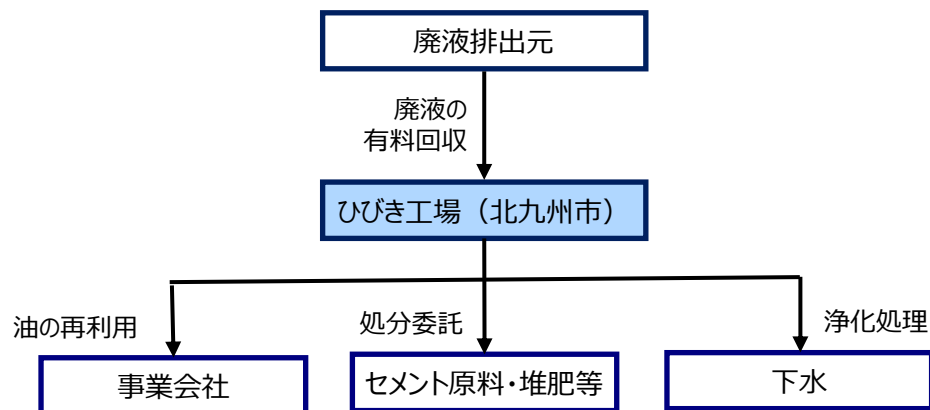 廃液排出元
廃液の
有料回収
ひびき工場（北九州市）
油の再利用
処分委託
浄化処理
事業会社
セメント原料・堆肥等
下水